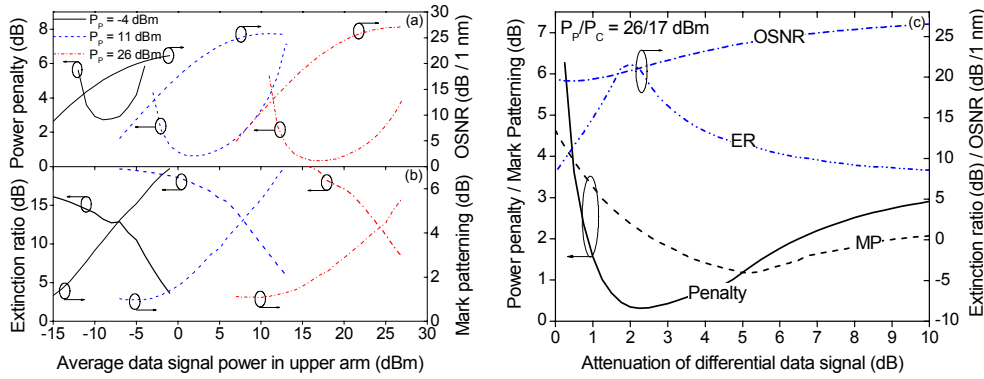 P_P = -4 dBm
P_P = 11 dBm
P_P = 26 dBm
(a)
Power penalty (dB)
8
6
4
2
0
OSNR (dB / 1 nm)
30
25
20
15
10
5
0
(b)
Extinction ratio (dB)
15
10
5
0
Mark patterning (dB)
6
4
2
0
-15 -10 -5 0 5 10 15 20 25 30
Average data signal power in upper arm (dBm)
P_P/P_C = 26/17 dBm
(c)
OSNR
ER
MP
Penalty
Power penalty / Mark Patterning (dB)
7
6
5
4
3
2
1
0
Extinction ratio (dB) / OSNR (dB / 1 nm)
25
20
15
10
5
0
-5
-10
0 1 2 3 4 5 6 7 8 9 10
Attenuation of differential data signal (dB)